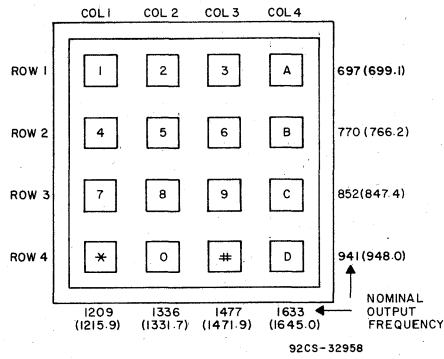 COL 1 COL 2 COL 3 COL 4
ROW 1 1 2 3 A 697 (699.1)
ROW 2 4 5 6 B 770 (766.2)
ROW 3 7 8 9 C 852 (847.4)
ROW 4 * 0 # D 941 (948.0)
1209 1336 1477 1633 NOMINAL
(1215.9) (1331.7) (1471.9) (1645.0) OUTPUT
FREQUENCY
92CS-32958